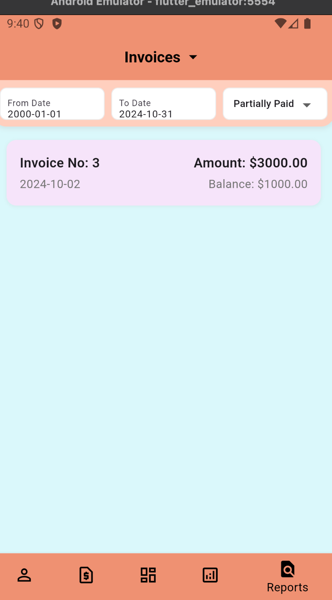 Android Emulator - flutter_emulator:5554
9:40
Invoices
From Date
2000-01-01
To Date
2024-10-31
Partially Paid
Invoice No: 3
Amount: $3000.00
2024-10-02
Balance: $1000.00
Reports